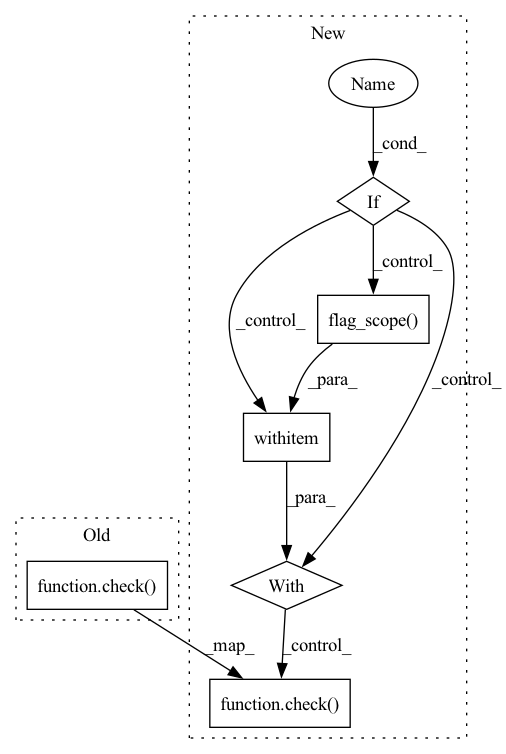 New
Name
_cond_
If
_control_
flag_scope()
_control_
_para_
_control_
withitem
_para_
Old
With
function.check()
_map_
_control_
function.check()